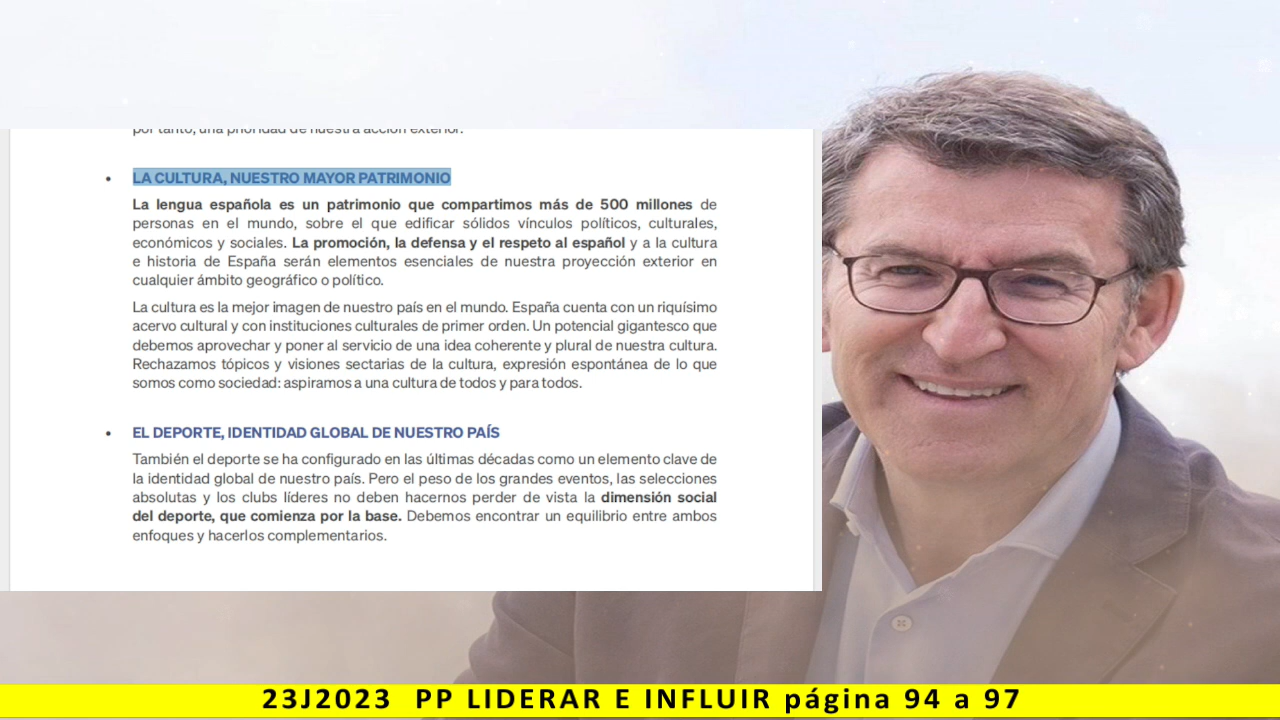 por tanto, una prioridad de nuestra acción exterior.
• LA CULTURA, NUESTRO MAYOR PATRIMONIO
La lengua española es un patrimonio que compartimos más de 500 millones de
personas en el mundo, sobre el que edificar sólidos vínculos políticos, culturales,
económicos y sociales. La promoción, la defensa y el respeto al español y a la cultura
e historia de España serán elementos esenciales de nuestra proyección exterior en
cualquier ámbito geográfico o político.
La cultura es la mejor imagen de nuestro país en el mundo. España cuenta con un riquísimo
acervo cultural y con instituciones culturales de primer orden. Un potencial gigantesco que
debemos aprovechar y poner al servicio de una idea coherente y plural de nuestra cultura.
Rechazamos tópicos y visiones sectarias de la cultura, expresión espontánea de lo que
somos como sociedad: aspiramos a una cultura de todos y para todos.
• EL DEPORTE, IDENTIDAD GLOBAL DE NUESTRO PAÍS
También el deporte se ha configurado en las últimas décadas como un elemento clave de
la identidad global de nuestro país. Pero el peso de los grandes eventos, las selecciones
absolutas y los clubs líderes no deben hacernos perder de vista la dimensión social
del deporte, que comienza por la base. Debemos encontrar un equilibrio entre ambos
enfoques y hacerlos complementarios.
23J2023 PP LIDERAR E INFLUIR página 94 a 97